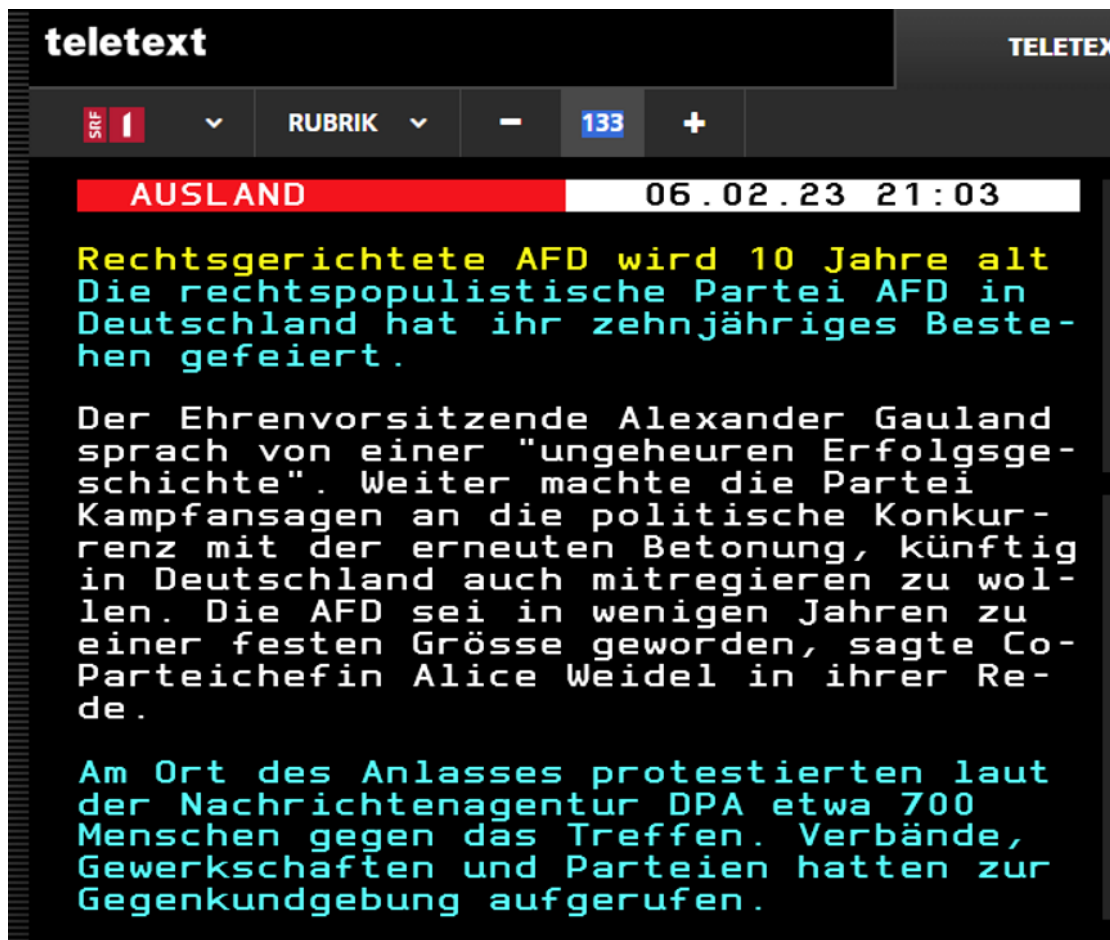 teletext
TELETEX
SRF 1 RUBRIK - 133 +
AUSLAND 06.02.23 21:03
Rechtsgerichtete AFD wird 10 Jahre alt
Die rechtspopulistische Partei AFD in
Deutschland hat ihr zehnjähriges Beste-
hen gefeiert.
Der Ehrenvorsitzende Alexander Gauland
sprach von einer "ungeheuren Erfolgsge-
schichte". Weiter machte die Partei
Kampfansagen an die politische Konkur-
renz mit der erneuten Betonung, künftig
in Deutschland auch mitregieren zu wol-
len. Die AFD sei in wenigen Jahren zu
einer festen Grösse geworden, sagte Co-
Parteichefin Alice Weidel in ihrer Re-
de.
Am Ort des Anlasses protestierten laut
der Nachrichtenagentur DPA etwa 700
Menschen gegen das Treffen. Verbände,
Gewerkschaften und Parteien hatten zur
Gegenkundgebung aufgerufen.